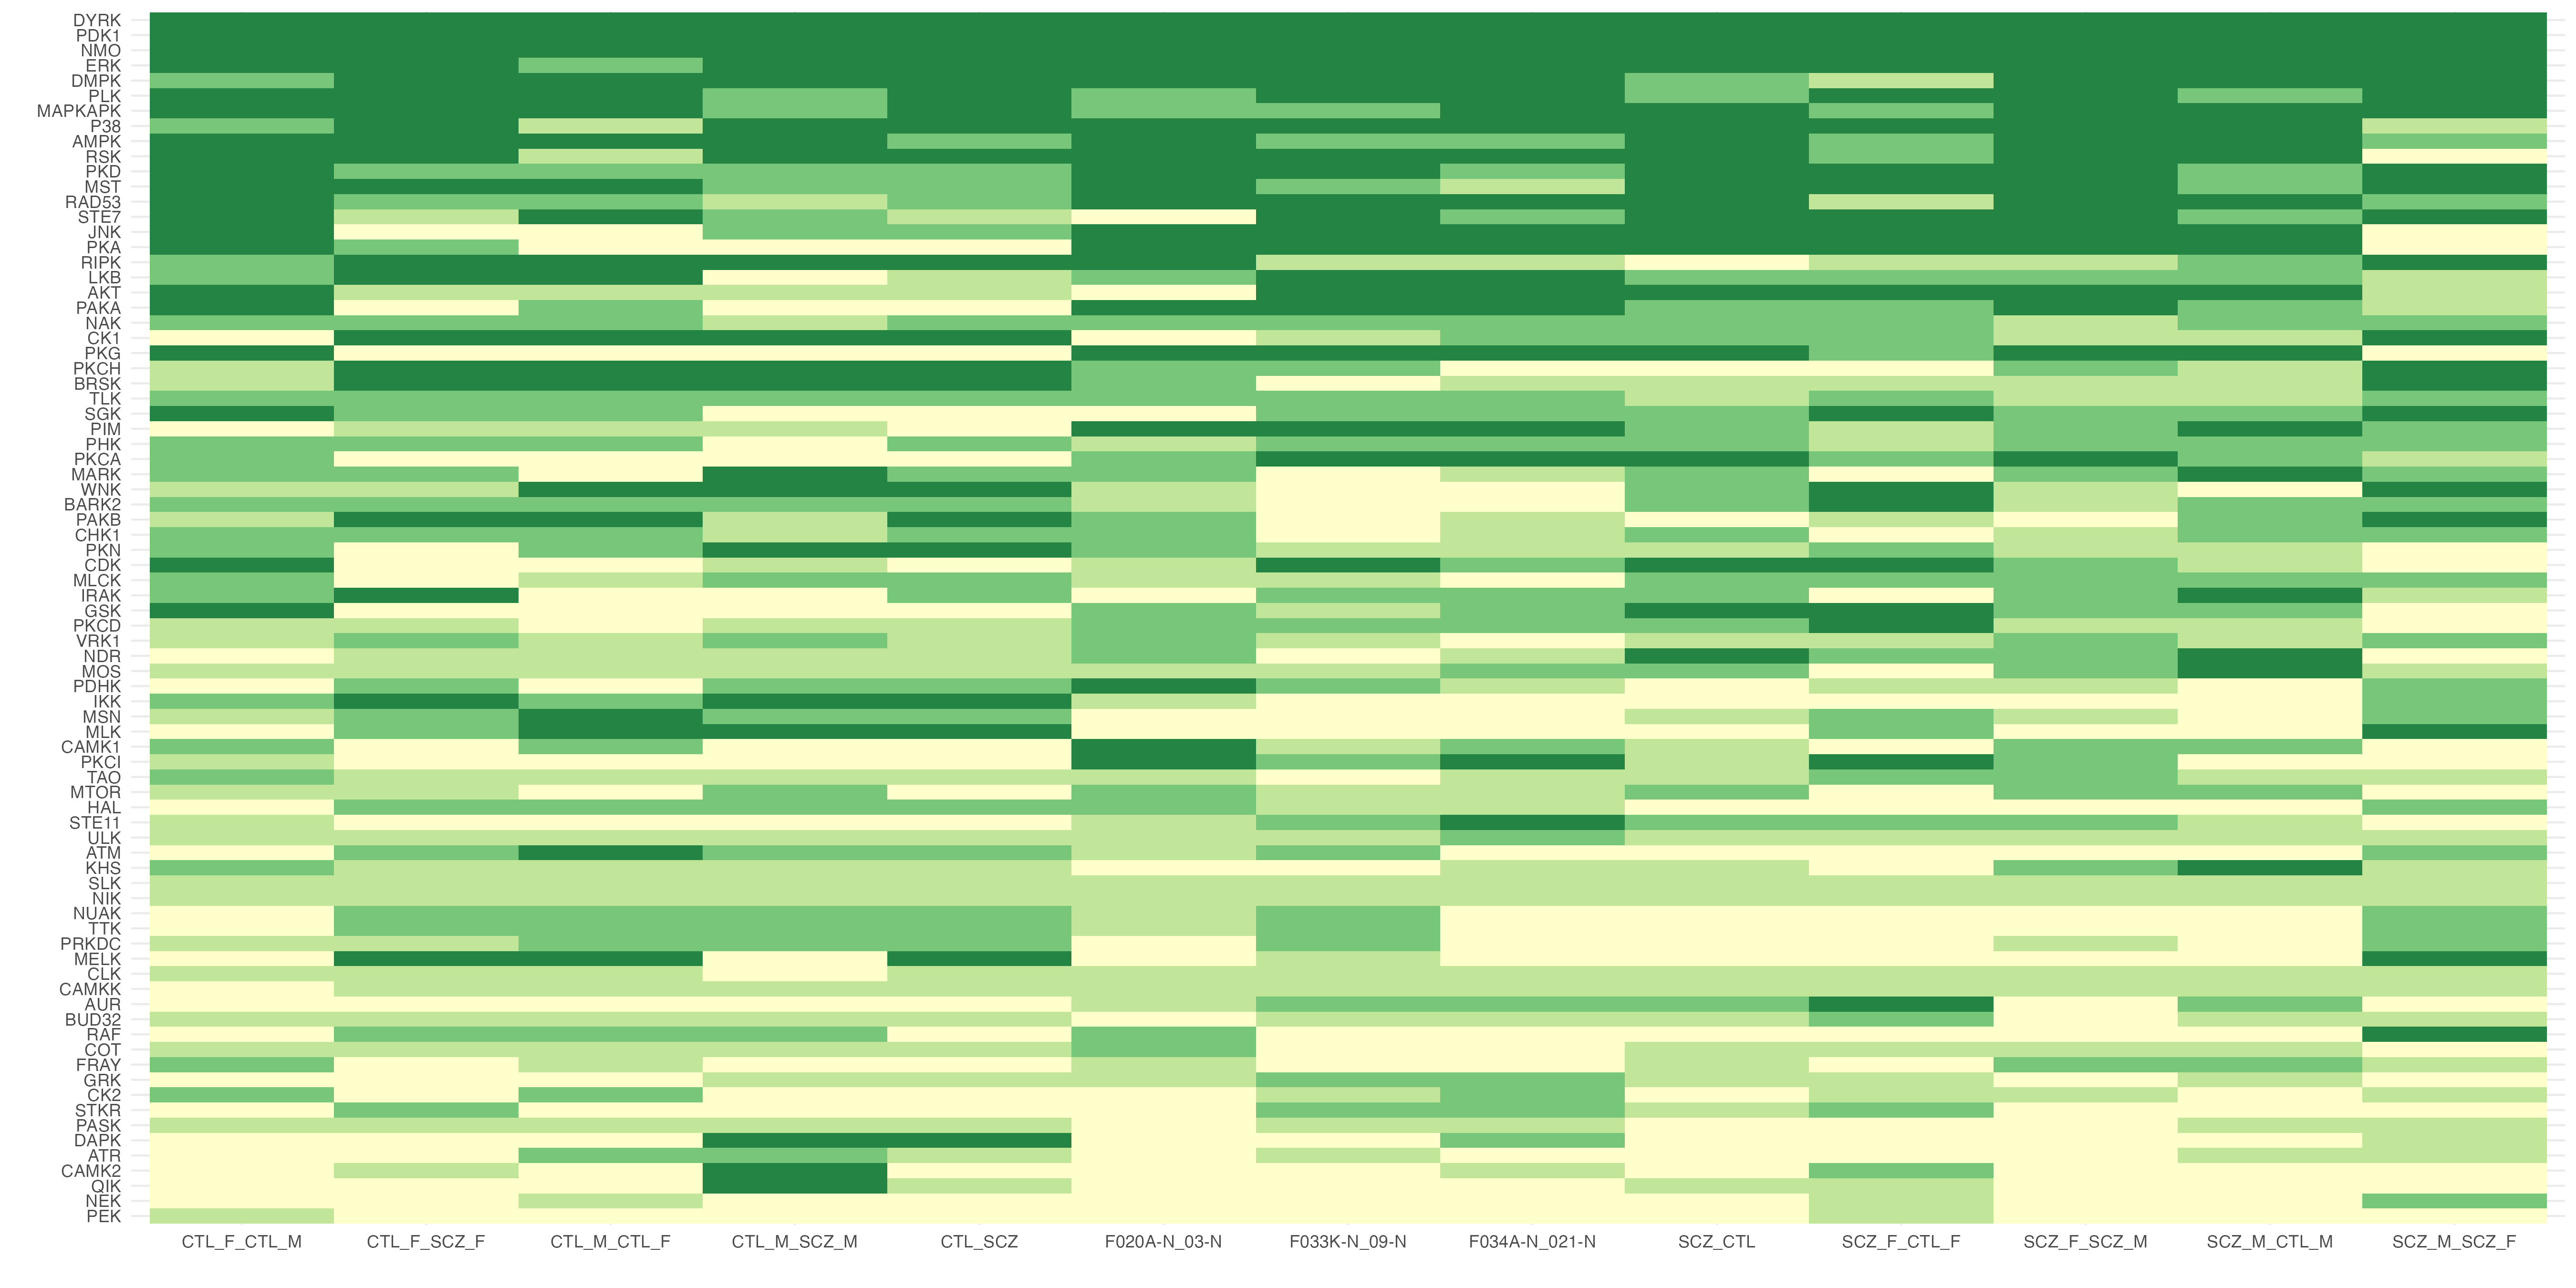 DYRK
PDK1
NMO
ERK
DMPK
PLK
MAPKAPK
P38
AMPK
RSK
PKD
MST
RAD53
STE7
JNK
PKA
RIPK
LKB
AKT
PAKA
NAK
CK1
PKG
PKCH
BRSK
TLK
SGK
PIM
PHK
PKCA
MARK
WNK
BARK2
PAKB
CHK1
PKN
CDK
MLCK
IRAK
GSK
PKCD
VRK1
NDR
MOS
PDHK
IKK
MSN
MLK
CAMK1
PKCI
TAO
MTOR
HAL
STE11
ULK
ATM
KHS
SLK
NIK
NUAK
TTK
PRKDC
MELK
CLK
CAMKK
AUR
BUD32
RAF
COT
FRAY
GRK
CK2
STKR
PASK
DAPK
ATR
CAMK2
QIK
NEK
PEK
CTL_F_CTL_M CTL_F_SCZ_F CTL_M_CTL_F CTL_M_SCZ_M CTL_SCZ F020A-N_03-N F033K-N_09-N F034A-N_021-N SCZ_CTL SCZ_F_CTL_F SCZ_F_SCZ_M SCZ_M_CTL_M SCZ_M_SCZ_F